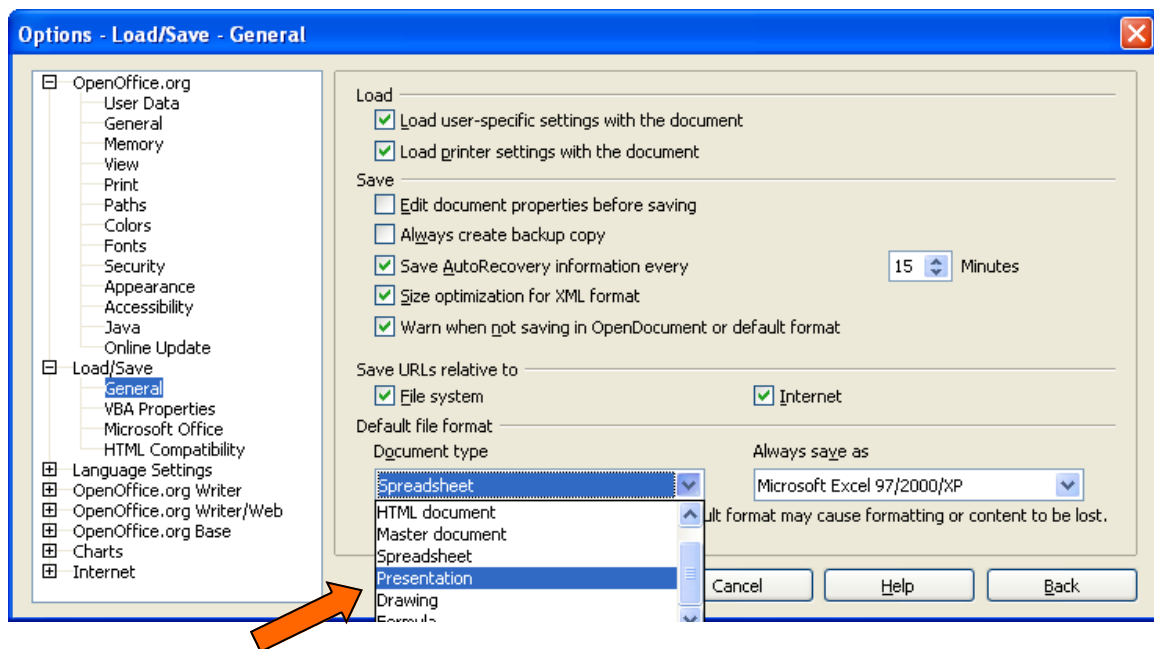 Options - Load/Save - General
OpenOffice.org
User Data
General
Memory
View
Print
Paths
Colors
Fonts
Security
Appearance
Accessibility
Java
Online Update
Load/Save
General
VBA Properties
Microsoft Office
HTML Compatibility
Language Settings
OpenOffice.org Writer
OpenOffice.org Writer/Web
OpenOffice.org Base
Charts
Internet
Load
Load user-specific settings with the document
Load printer settings with the document
Save
Edit document properties before saving
Always create backup copy
Save AutoRecovery information every 15 Minutes
Size optimization for XML format
Warn when not saving in OpenDocument or default format
Save URLs relative to
File system Internet
Default file format
Document type Always save as
Spreadsheet Microsoft Excel 97/2000/XP
HTML document
Master document
Spreadsheet
Presentation
Drawing
Formula
ult format may cause formatting or content to be lost.
Cancel Help Back